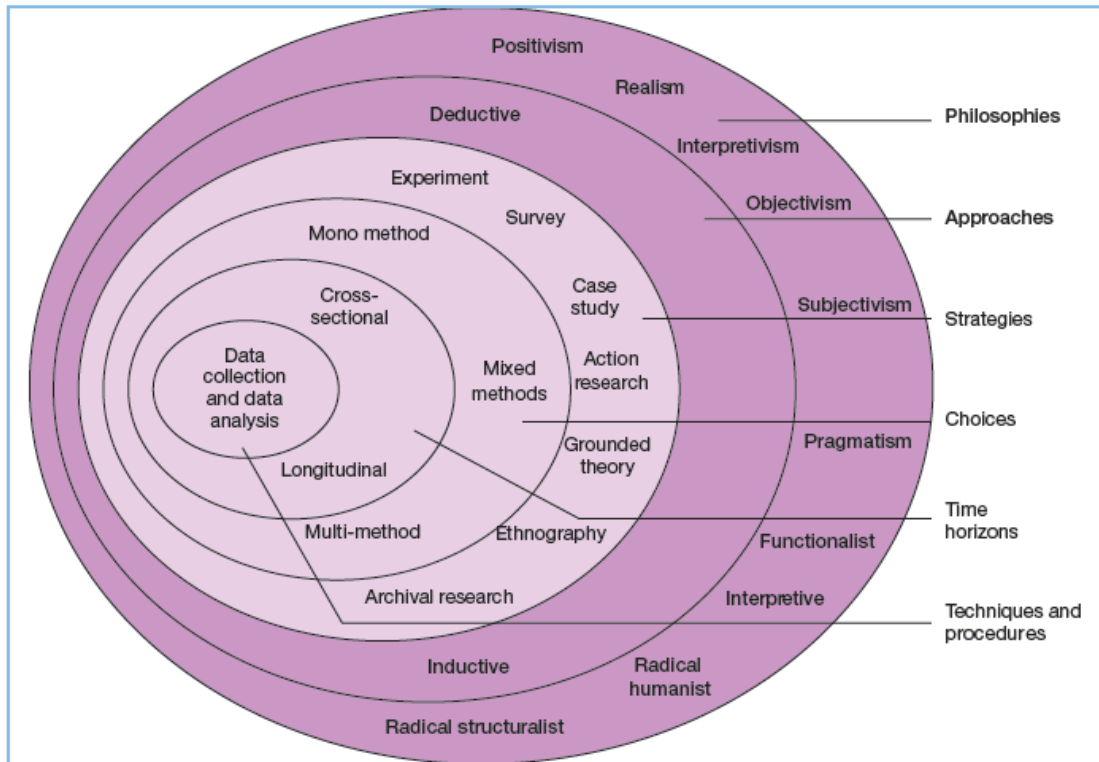 Positivism
Realism
Philosophies
Deductive
Interpretivism
Experiment
Objectivism
Survey
Approaches
Mono method
Case
study
Cross-
sectional
Subjectivism
Strategies
Data
collection
and data
analysis
Mixed
methods
Action
research
Choices
Pragmatism
Grounded
theory
Longitudinal
Time
horizons
Multi-method
Ethnography
Functionalist
Archival research
Interpretive
Techniques and
procedures
Inductive
Radical
humanist
Radical structuralist